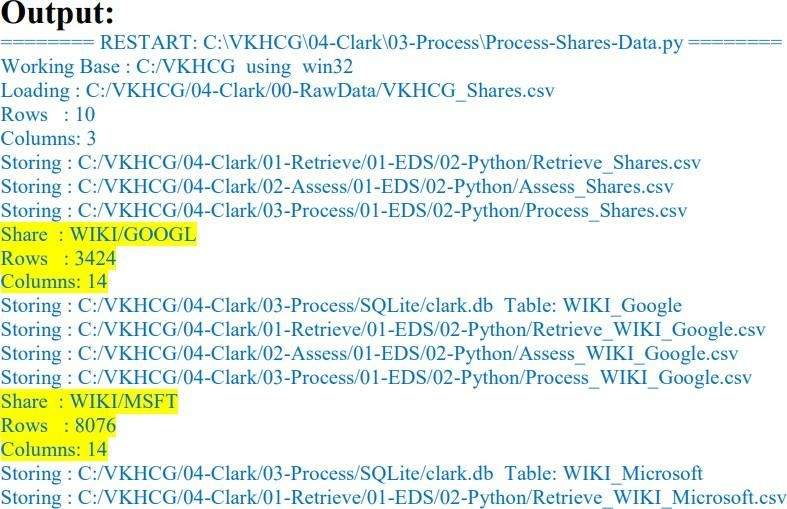 Output:
======== RESTART: C:\VKHCG\04-Clark\03-Process\Process-Shares-Data.py ========
Working Base : C:/VKHCG  using  win32
Loading : C:/VKHCG/04-Clark/00-RawData/VKHCG_Shares.csv
Rows   : 10
Columns: 3
Storing : C:/VKHCG/04-Clark/01-Retrieve/01-EDS/02-Python/Retrieve_Shares.csv
Storing : C:/VKHCG/04-Clark/02-Assess/01-EDS/02-Python/Assess_Shares.csv
Storing : C:/VKHCG/04-Clark/03-Process/01-EDS/02-Python/Process_Shares.csv
Share  : WIKI/GOOGL
Rows   : 3424
Columns: 14
Storing : C:/VKHCG/04-Clark/03-Process/SQLite/clark.db  Table: WIKI_Google
Storing : C:/VKHCG/04-Clark/01-Retrieve/01-EDS/02-Python/Retrieve_WIKI_Google.csv
Storing : C:/VKHCG/04-Clark/02-Assess/01-EDS/02-Python/Assess_WIKI_Google.csv
Storing : C:/VKHCG/04-Clark/03-Process/01-EDS/02-Python/Process_WIKI_Google.csv
Share  : WIKI/MSFT
Rows   : 8076
Columns: 14
Storing : C:/VKHCG/04-Clark/03-Process/SQLite/clark.db  Table: WIKI_Microsoft
Storing : C:/VKHCG/04-Clark/01-Retrieve/01-EDS/02-Python/Retrieve_WIKI_Microsoft.csv